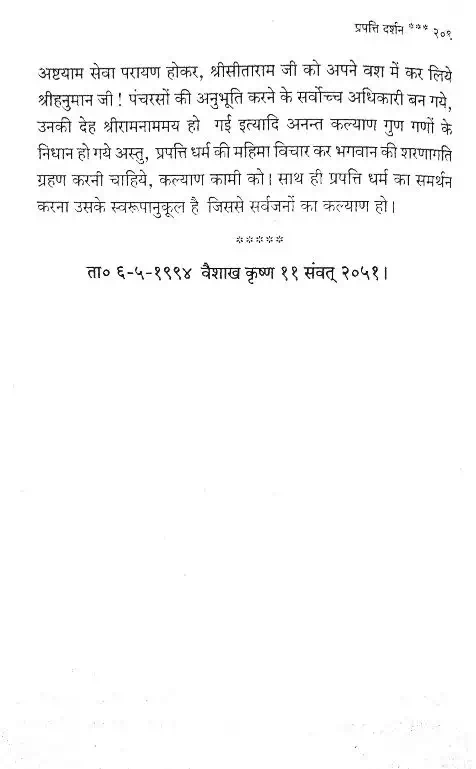 प्रपत्ति दर्शन *** २०९
अष्टयाम सेवा परायण होकर, श्रीसीताराम जी को अपने वश में कर लिये
श्रीहनुमान जी ! पंचरसों की अनुभूति करने के सर्वोच्च अधिकारी बन गये,
उनकी देह श्रीरामनाममय हो गई इत्यादि अनन्त कल्याण गुण गणों के
निधान हो गये अस्तु, प्रपत्ति धर्म की महिमा विचार कर भगवान की शरणागति
ग्रहण करनी चाहिये, कल्याण कामी को। साथ ही प्रपत्ति धर्म का समर्थन
करना उसके स्वरूपानुकूल है जिससे सर्वजनों का कल्याण हो।
*****
ता० ६-५-१९९४ वैशाख कृष्ण ११ संवत् २०५१।